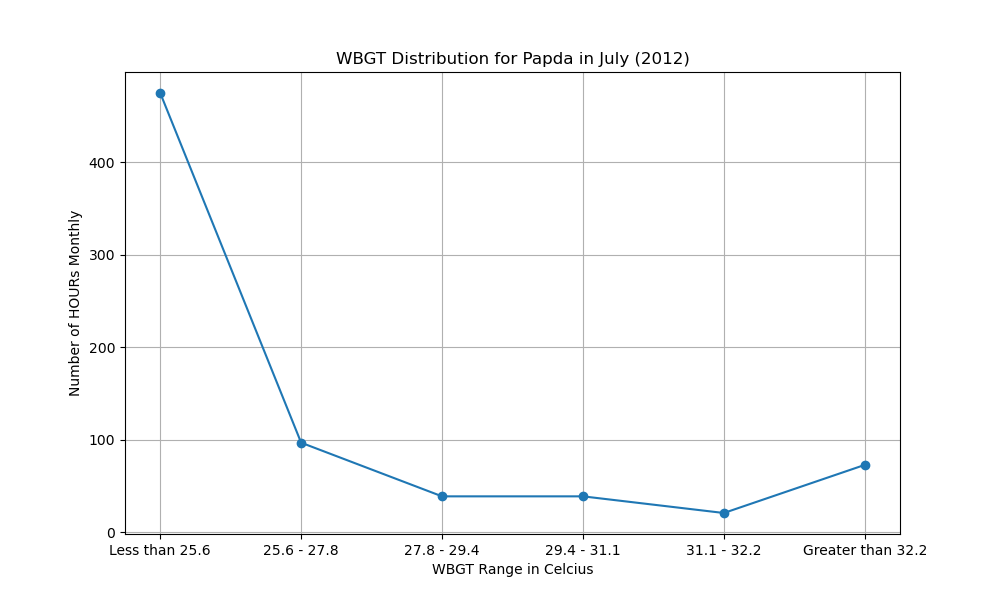 WBGT Distribution for Papda in July (2012)
Number of HOURs Monthly
400
300
200
100
0
Less than 25.6
25.6 - 27.8
27.8 - 29.4
29.4 - 31.1
31.1 - 32.2
Greater than 32.2
WBGT Range in Celcius